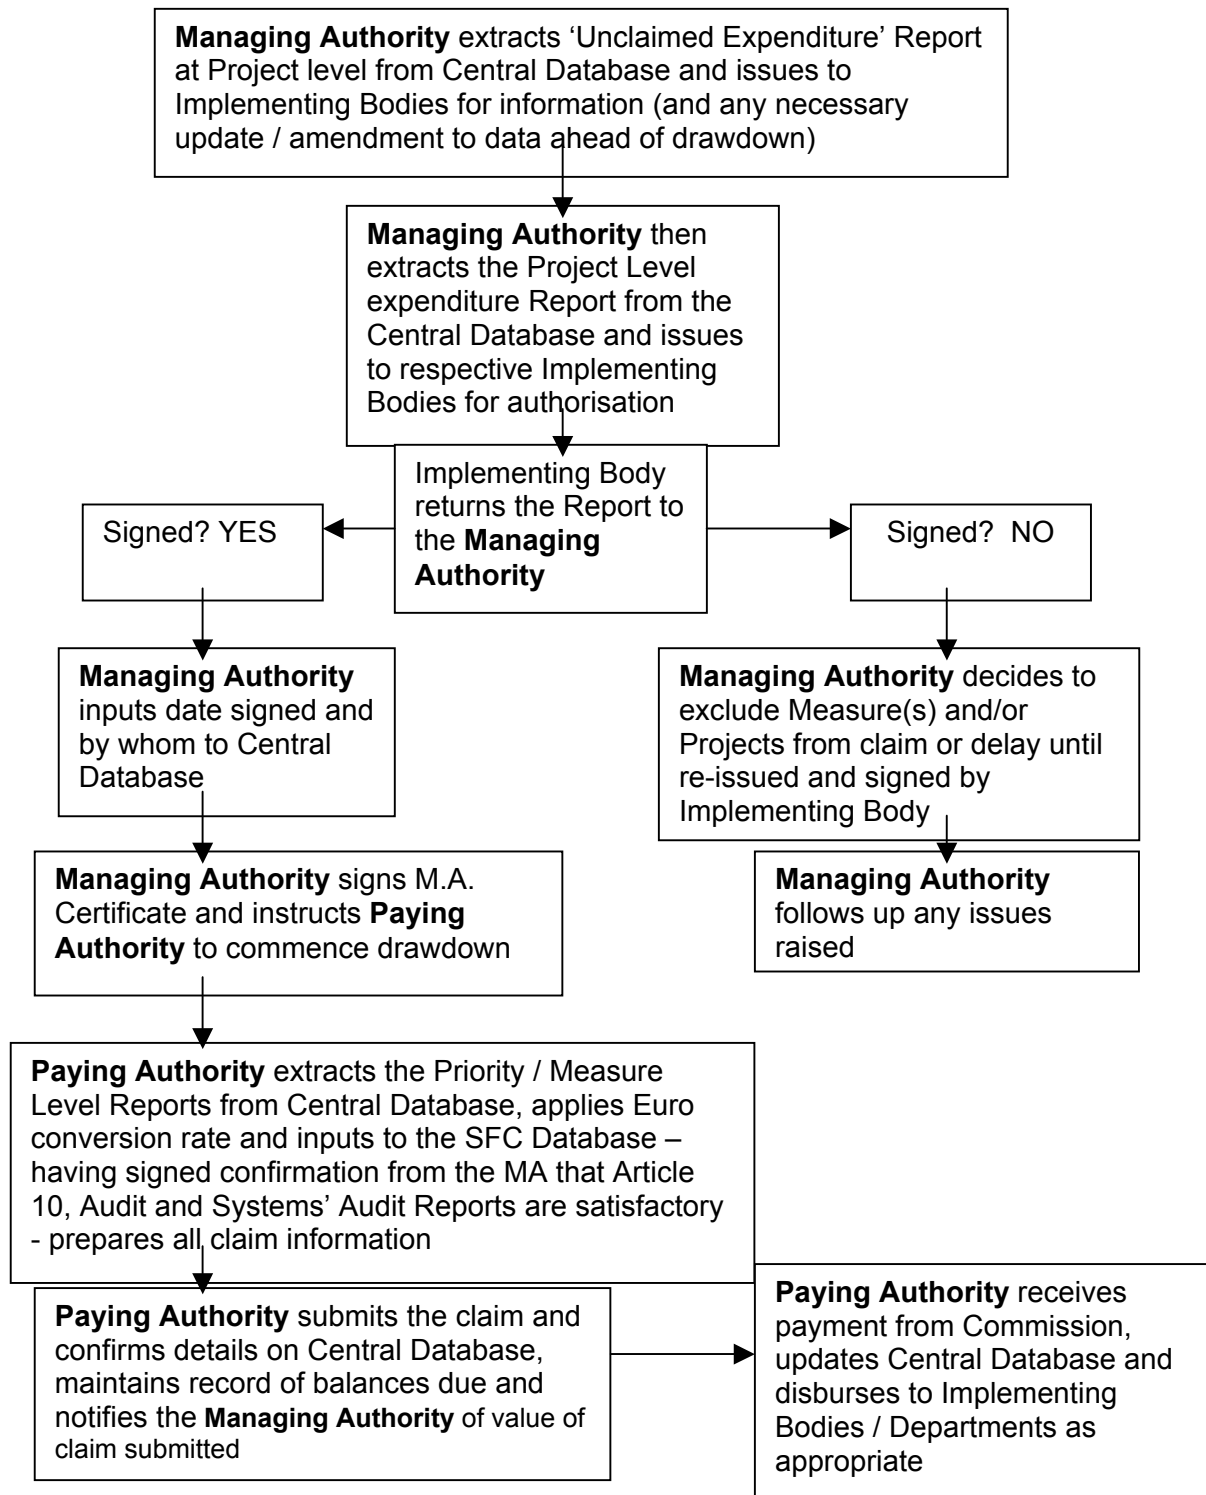 Managing Authority extracts ‘Unclaimed Expenditure’ Report
at Project level from Central Database and issues to
Implementing Bodies for information (and any necessary
update / amendment to data ahead of drawdown)
Managing Authority then
extracts the Project Level
expenditure Report from the
Central Database and issues
to respective Implementing
Bodies for authorisation
Implementing Body
returns the Report to
the Managing
Authority
Signed? YES
Signed? NO
Managing Authority
inputs date signed and
by whom to Central
Database
Managing Authority decides to
exclude Measure(s) and/or
Projects from claim or delay until
re-issued and signed by
Implementing Body
Managing Authority signs M.A.
Certificate and instructs Paying
Authority to commence drawdown
Managing Authority
follows up any issues
raised
Paying Authority extracts the Priority / Measure
Level Reports from Central Database, applies Euro
conversion rate and inputs to the SFC Database –
having signed confirmation from the MA that Article
10, Audit and Systems’ Audit Reports are satisfactory
- prepares all claim information
Paying Authority submits the claim and
confirms details on Central Database,
maintains record of balances due and
notifies the Managing Authority of value of
claim submitted
Paying Authority receives
payment from Commission,
updates Central Database and
disburses to Implementing
Bodies / Departments as
appropriate